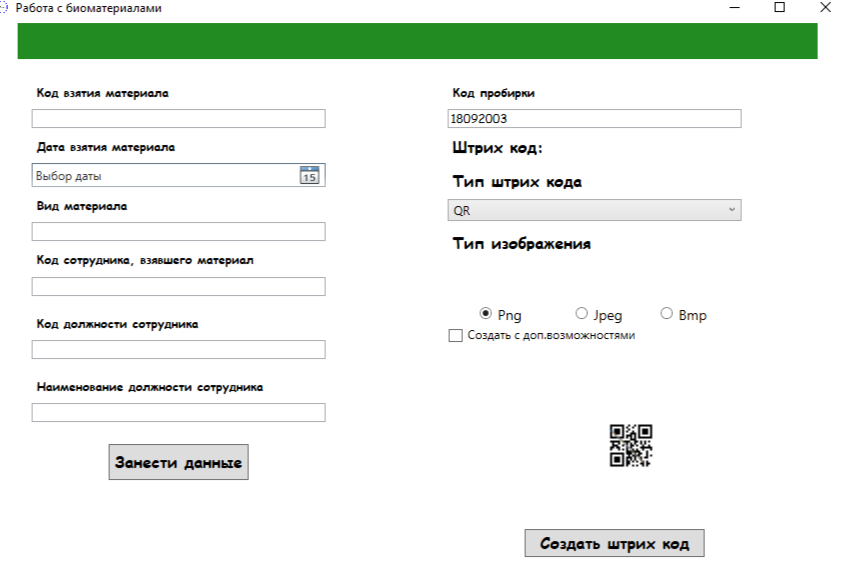 Работа с биоматериалами
Код взятия материала
Дата взятия материала
Выбор даты
15
Вид материала
Код сотрудника, взявшего материал
Код должности сотрудника
Наименование должности сотрудника
Занести данные
Код пробирки
18092003
Штрих код:
Тип штрих кода
QR
Тип изображения
Png
Jpeg
Bmp
Создать с доп.возможностями
Создать штрих код